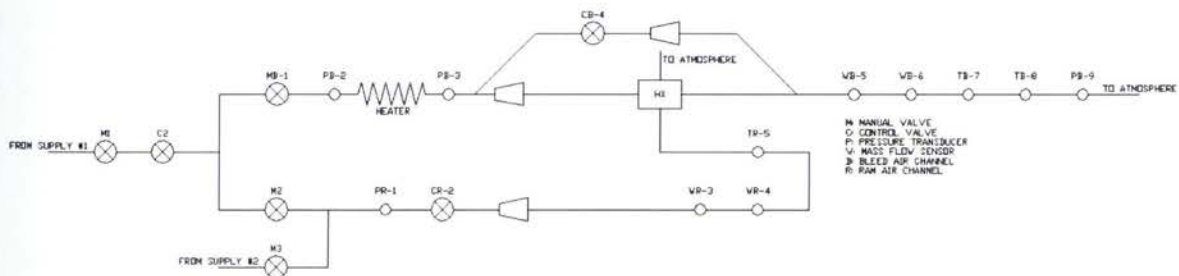 CB-4
TO ATMOSPHERE
MB-1
PB-2
PB-3
HEATER
HX
WB-5
WB-6
TB-7
TB-8
PB-9
TO ATMOSPHERE
M: MANUAL VALVE
C: CONTROL VALVE
P: PRESSURE TRANSDUCER
W: MASS FLOW SENSOR
B: BLEED AIR CHANNEL
R: RAM AIR CHANNEL
FROM SUPPLY #1
M1
C2
TR-5
M2
PR-1
CR-2
WR-3
WR-4
FROM SUPPLY #2
M3